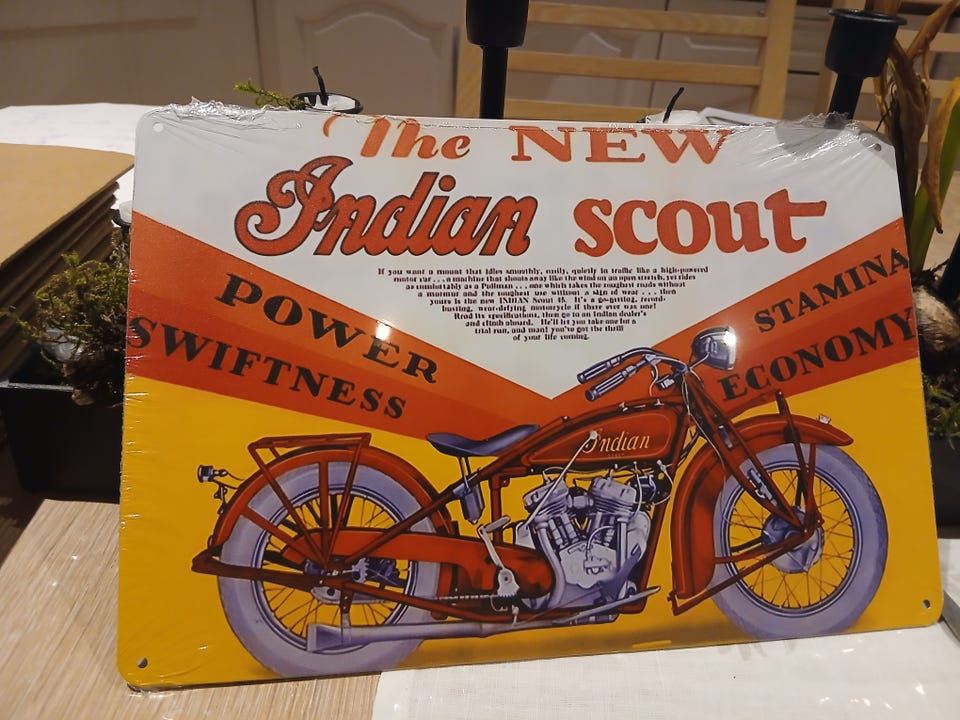 The NEW
Indian scout
If you want a mount that idles smoothly, easily, quietly in traffic like a high-powered
motor car . . . a machine that shoots away like the wind on an open stretch, yet rides
as comfortably as a Pullman . . . one which takes the roughest roads without
a murmur and the toughest use without a sign of wear . . . then
yours is the new INDIAN Scout 45. It's a go-getting, record-
busting, wear-defying motorcycle if there ever was one!
Read its specifications, then go to an Indian dealer's
and climb aboard. He'll let you take one for a
trial run, and man! you've got the thrill
of your life coming.
POWER
SWIFTNESS
STAMINA
ECONOMY
Indian